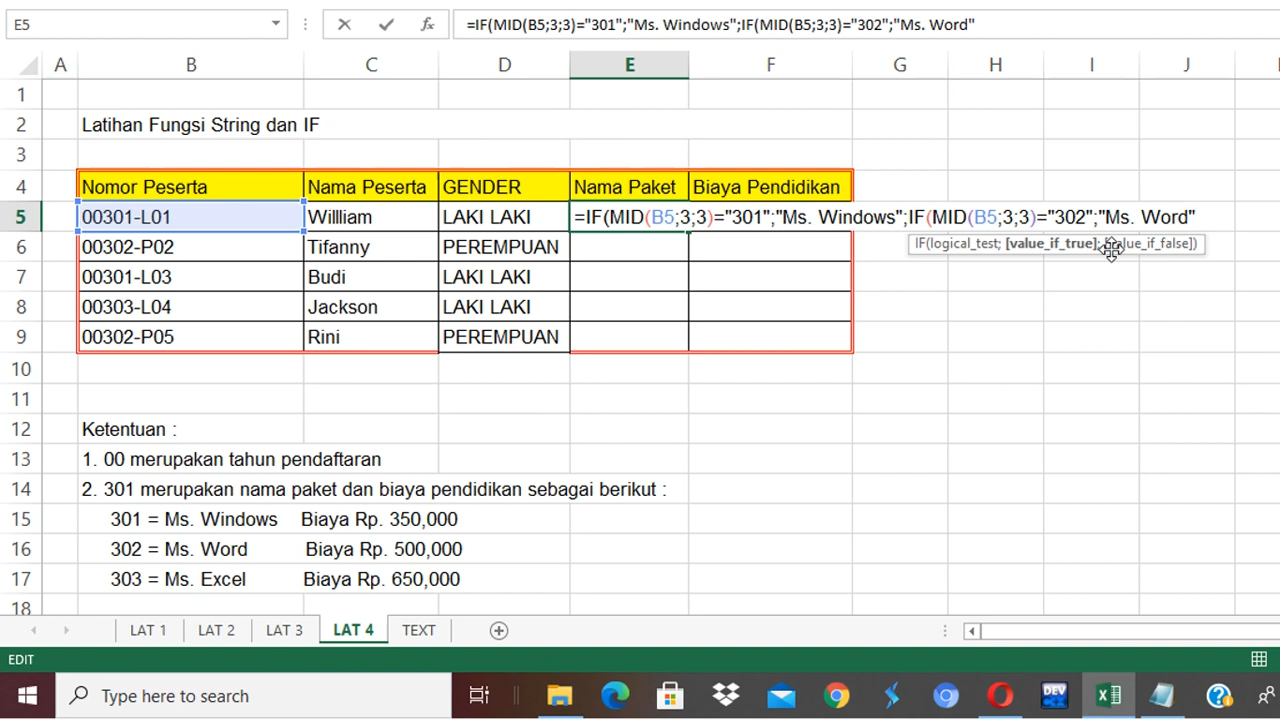 E5
=IF(MID(B5;3;3)="301";"Ms. Windows";IF(MID(B5;3;3)="302";"Ms. Word"
A B C D E F G H I J
1
2 Latihan Fungsi String dan IF
3
4 Nomor Peserta Nama Peserta GENDER Nama Paket Biaya Pendidikan
5 00301-L01 Willliam LAKI LAKI =IF(MID(B5;3;3)="301";"Ms. Windows";IF(MID(B5;3;3)="302";"Ms. Word"
IF(logical_test; [value_if_true]; [value_if_false])
6 00302-P02 Tifanny PEREMPUAN
7 00301-L03 Budi LAKI LAKI
8 00303-L04 Jackson LAKI LAKI
9 00302-P05 Rini PEREMPUAN
10
11
12 Ketentuan :
13 1. 00 merupakan tahun pendaftaran
14 2. 301 merupakan nama paket dan biaya pendidikan sebagai berikut :
15 301 = Ms. Windows Biaya Rp. 350,000
16 302 = Ms. Word Biaya Rp. 500,000
17 303 = Ms. Excel Biaya Rp. 650,000
18
LAT 1 LAT 2 LAT 3 LAT 4 TEXT
EDIT
Type here to search
DEV